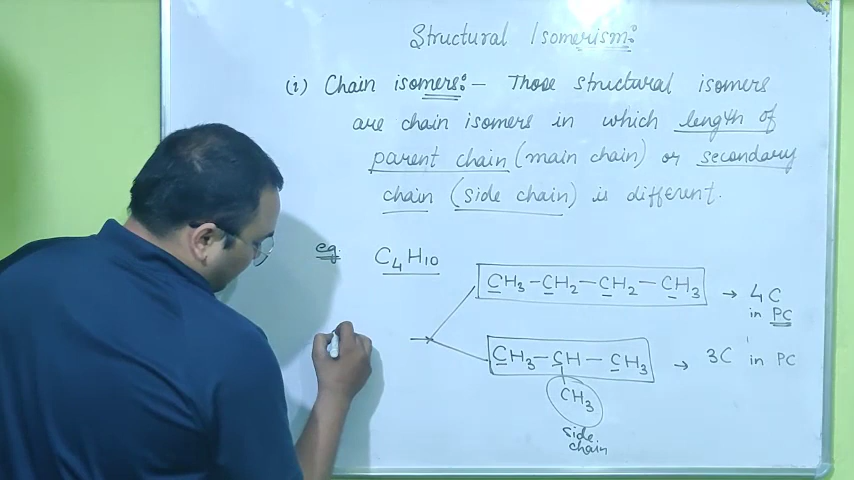 Structural Isomerism:
(i) Chain isomers:- Those structural isomers
are chain isomers in which length of
parent chain (main chain) or secondary
chain (side chain) is different.
eg. C4H10
CH3-CH2-CH2-CH3 → 4C
in PC
CH3-CH-CH3 → 3C in PC
CH3
side
chain